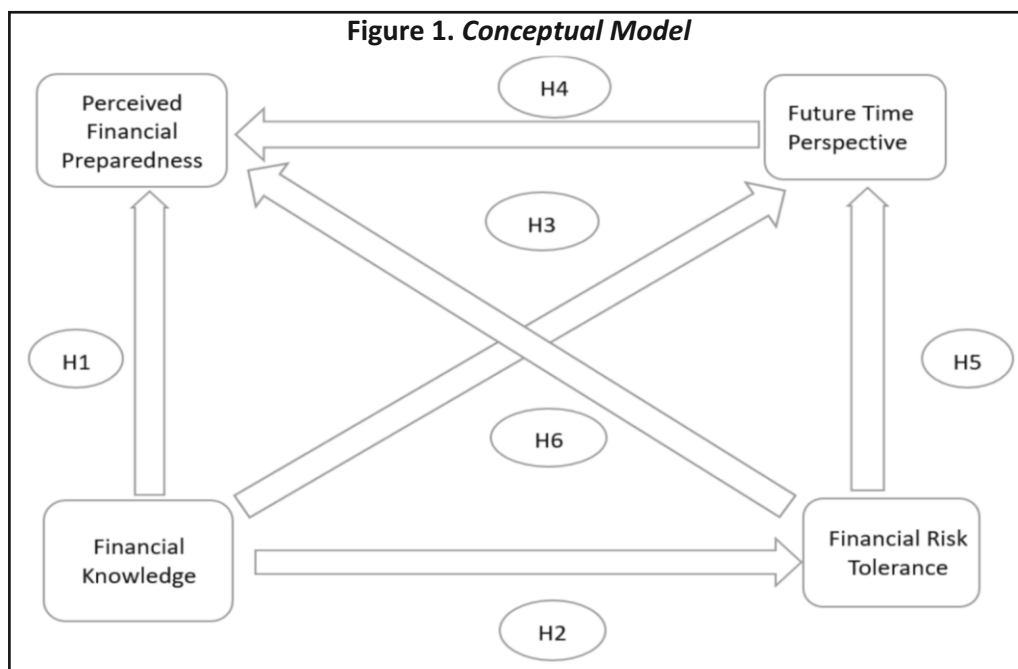 Figure 1. Conceptual Model
Perceived
Financial
Preparedness
H4
Future Time
Perspective
H3
H1
H5
H6
Financial
Knowledge
Financial Risk
Tolerance
H2